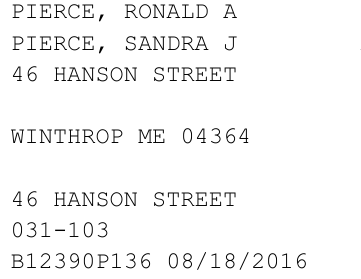 PIERCE, RONALD A
PIERCE, SANDRA J
46 HANSON STREET
WINTHROP ME 04364
46 HANSON STREET
031-103
B12390P136 08/18/2016